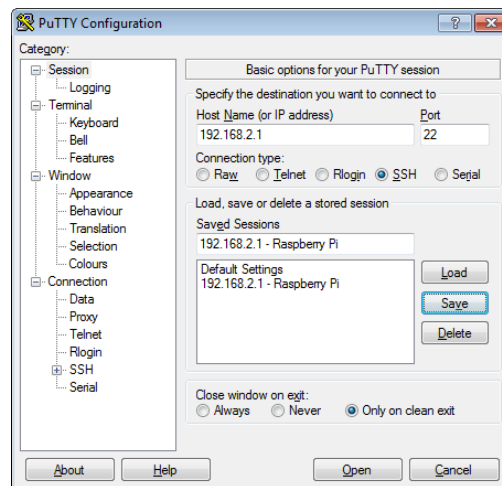 PuTTY Configuration
Category:
Session
Logging
Terminal
Keyboard
Bell
Features
Window
Appearance
Behaviour
Translation
Selection
Colours
Connection
Data
Proxy
Telnet
Rlogin
SSH
Serial
Basic options for your PuTTY session
Specify the destination you want to connect to
Host Name (or IP address) Port
192.168.2.1 22
Connection type:
Raw Telnet Rlogin SSH Serial
Load, save or delete a stored session
Saved Sessions
192.168.2.1 - Raspberry Pi
Default Settings
192.168.2.1 - Raspberry Pi
Load
Save
Delete
Close window on exit:
Always Never Only on clean exit
About Help Open Cancel